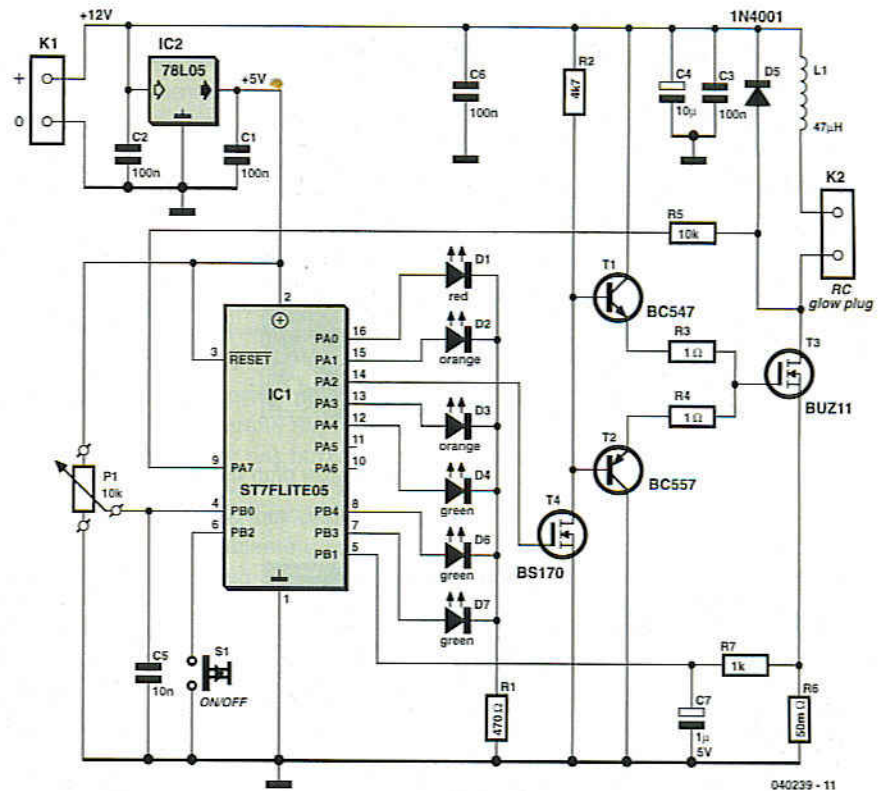 K1
+12V
+
0
IC2
78L05
+5V
C2
100n
C1
100n
C6
100n
R2
4k7
C4
10µ
C3
100n
1N4001
D5
L1
47µH
K2
RC
glow plug
R5
10k
T1
BC547
R3
1Ω
R4
1Ω
T2
BC557
T3
BUZ11
T4
BS170
D1
red
D2
orange
D3
orange
D4
green
D6
green
D7
green
2
3
RESET
IC1
ST7FLITE05
9
PA7
4
PB0
6
PB2
1
PA0
16
PA1
15
PA2
14
PA3
13
PA4
12
PA5
11
PA6
10
PB4
8
PB3
7
PB1
5
P1
10k
C5
10n
S1
ON/OFF
R1
470Ω
R7
1k
C7
1µ
5V
R6
50mΩ
040239 - 11